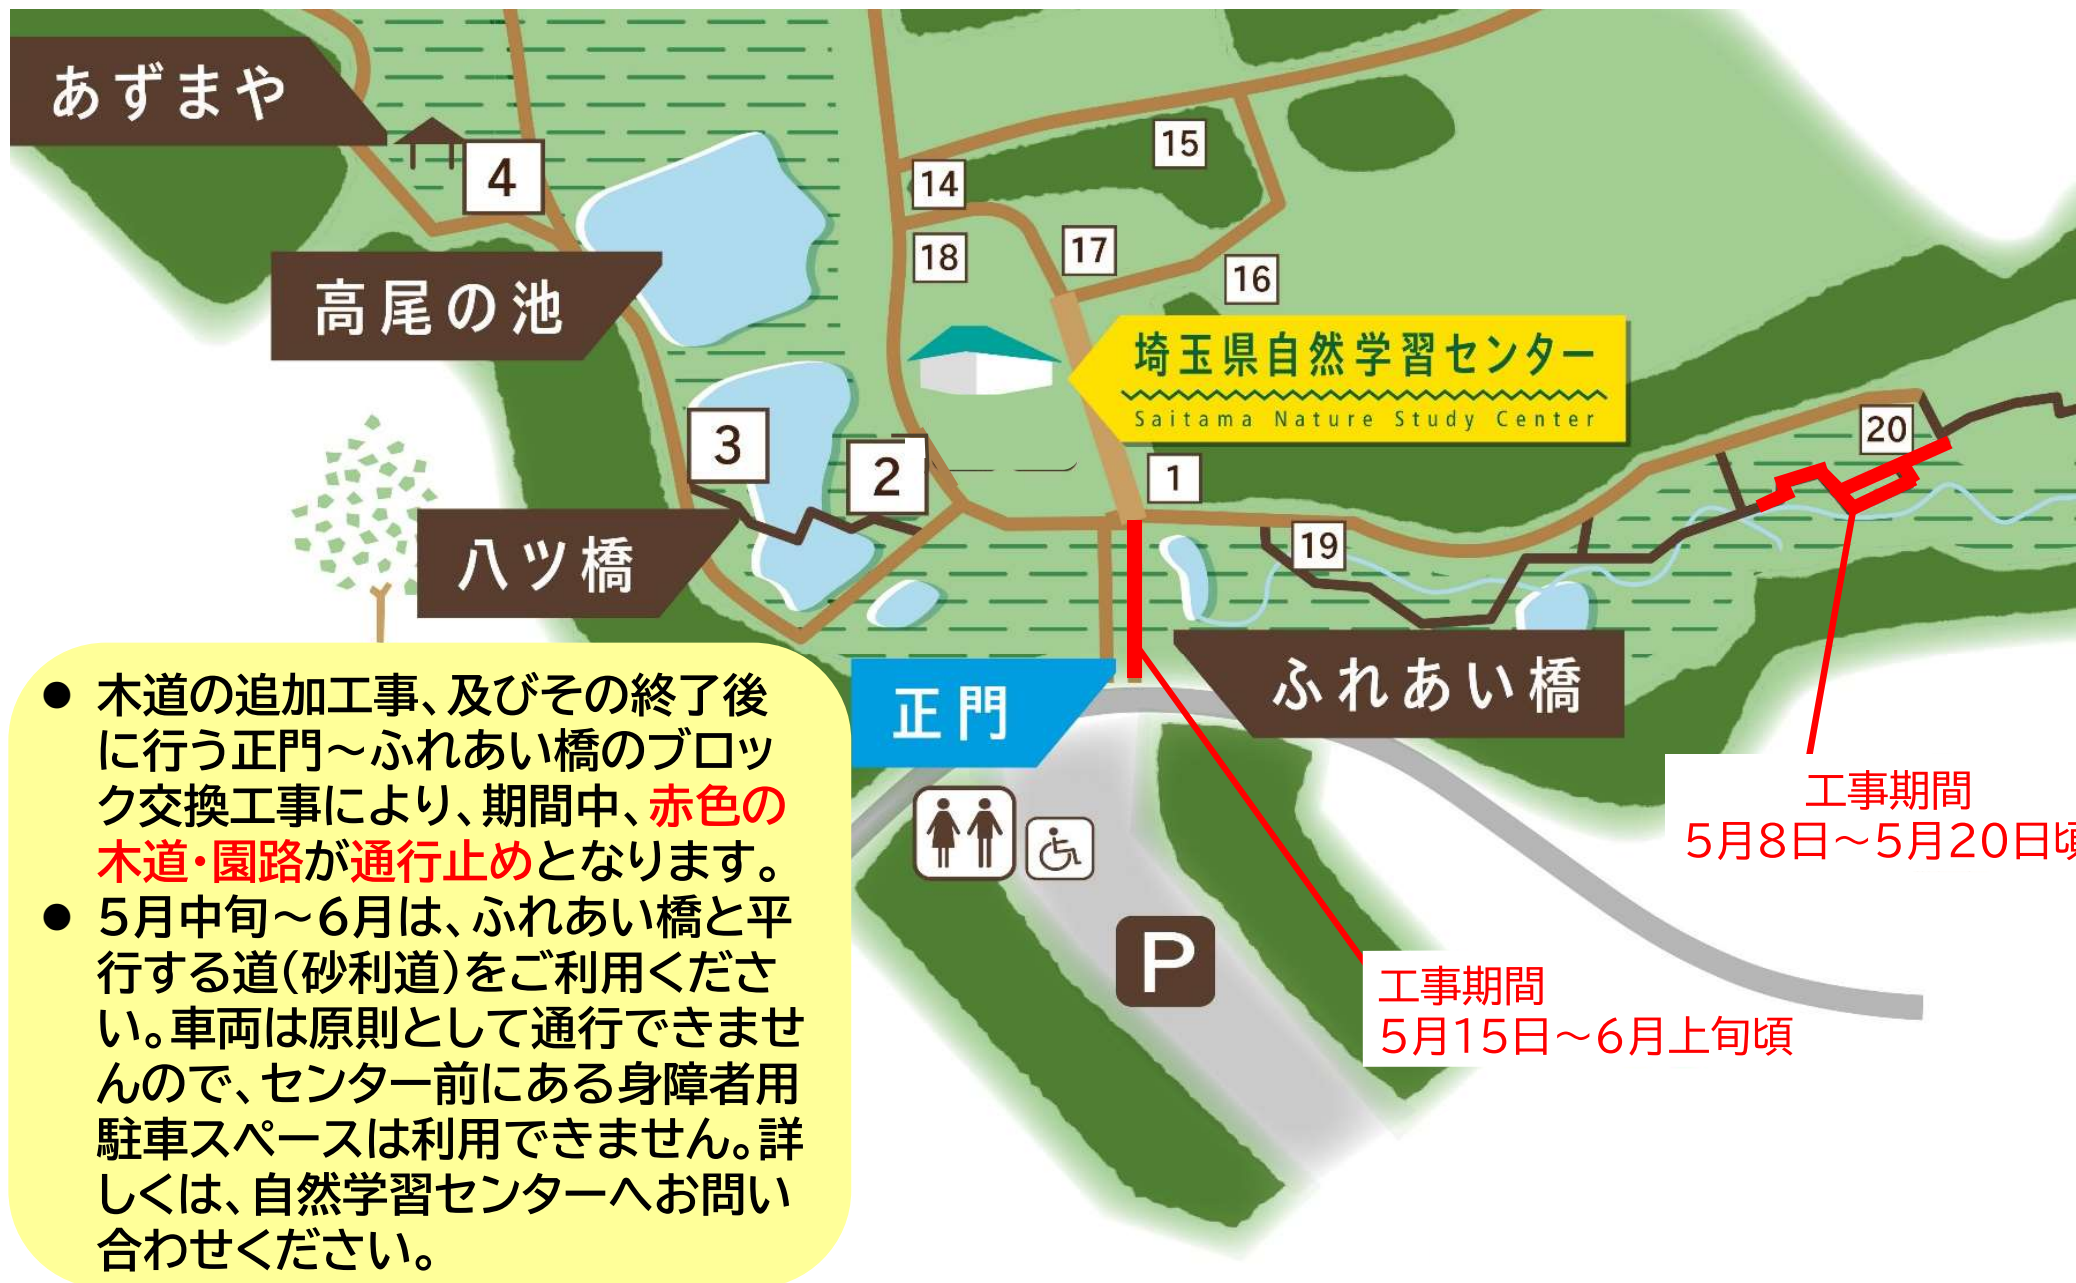 あずまや
4
15
14
18
17
16
高尾の池
埼玉県自然学習センター
Saitama Nature Study Center
3
2
1
20
19
八ツ橋
正門
ふれあい橋
● 木道の追加工事、及びその終了後
に行う正門～ふれあい橋のブロッ
ク交換工事により、期間中、赤色の
木道・園路が通行止めとなります。
● 5月中旬～6月は、ふれあい橋と平
行する道(砂利道)をご利用くださ
い。車両は原則として通行できませ
んので、センター前にある身障者用
駐車スペースは利用できません。詳
しくは、自然学習センターへお問い
合わせください。
P
工事期間
5月8日～5月20日頃
工事期間
5月15日～6月上旬頃